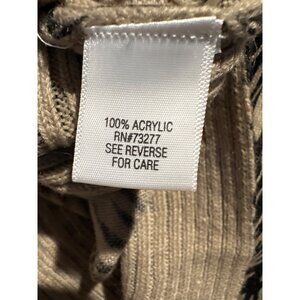 100% ACRYLIC
RN#73277
SEE REVERSE
FOR CARE